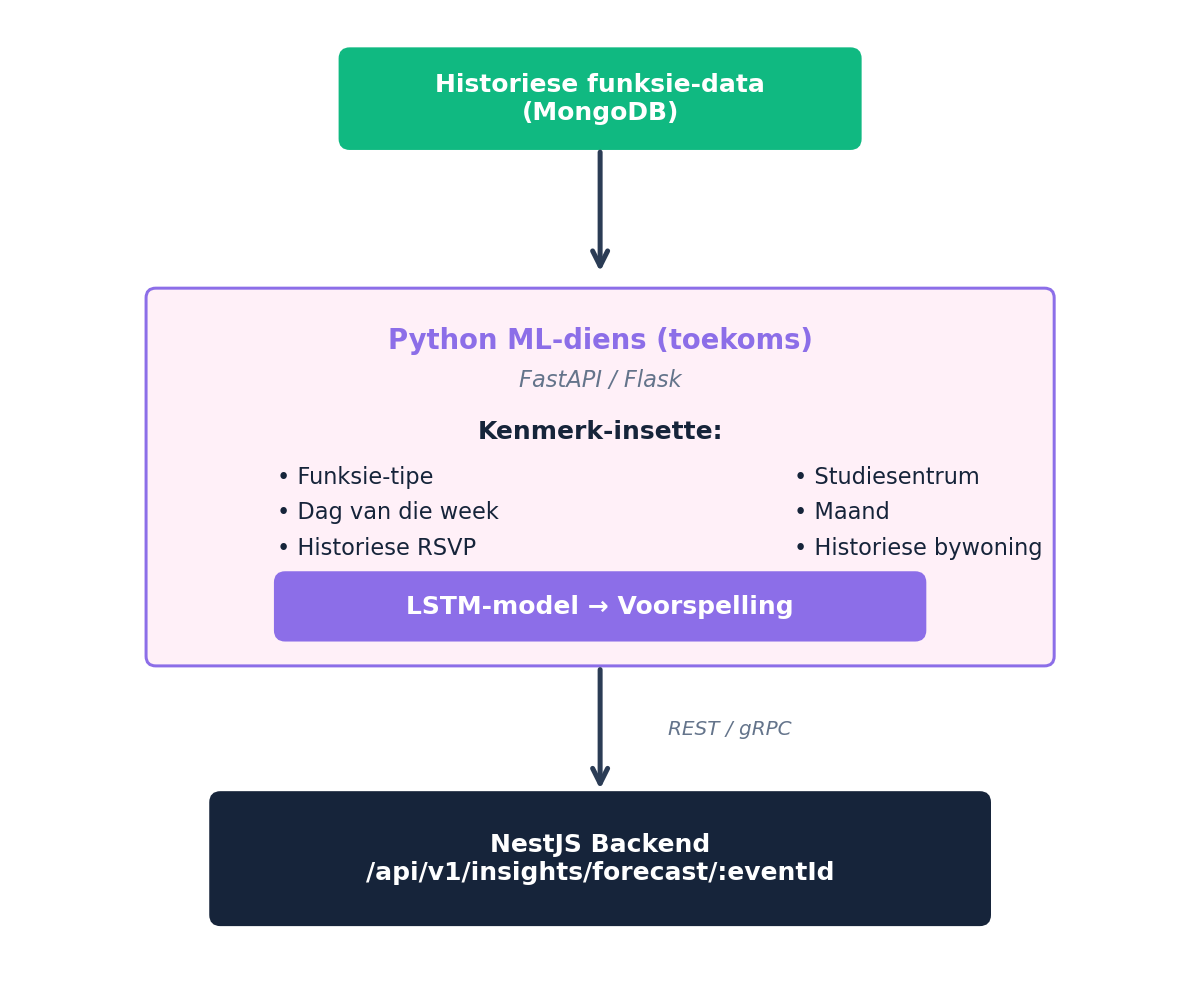 Historiese funksie-data
(MongoDB)
Python ML-diens (toekoms)
FastAPI / Flask
Kenmerk-insette:
• Funksie-tipe
• Studiesentrum
• Dag van die week
• Maand
• Historiese RSVP
• Historiese bywoning
LSTM-model → Voorspelling
REST / gRPC
NestJS Backend
/api/v1/insights/forecast/:eventId